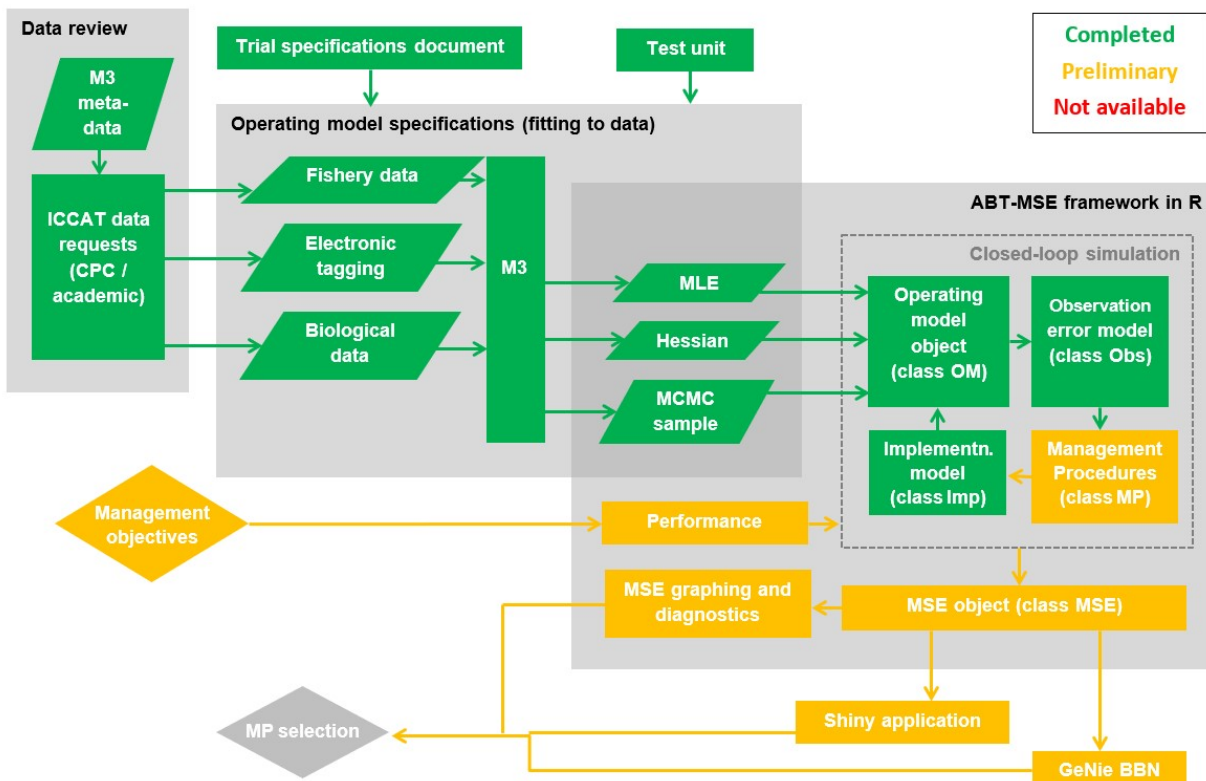 Data review
M3
meta-
data
ICCAT data
requests
(CPC /
academic)
Trial specifications document
Test unit
Completed
Preliminary
Not available
Operating model specifications (fitting to data)
Fishery data
Electronic
tagging
Biological
data
M3
ABT-MSE framework in R
MLE
Hessian
MCMC
sample
Closed-loop simulation
Operating
model
object
(class OM)
Observation
error model
(class Obs)
Implementn.
model
(class Imp)
Management
Procedures
(class MP)
Management
objectives
Performance
MSE graphing and
diagnostics
MSE object (class MSE)
MP selection
Shiny application
GeNie BBN